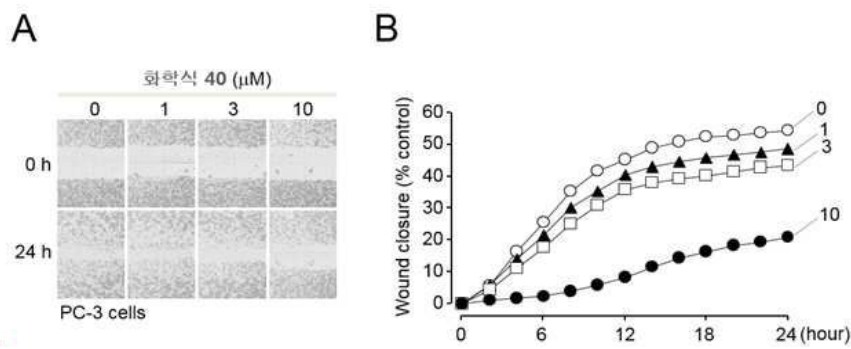 A
화학식 40 (μM)
0 1 3 10
0 h
24 h
PC-3 cells
B
Wound closure (% control)
60
50
40
30
20
10
0
0 6 12 18 24 (hour)
0
1
3
10